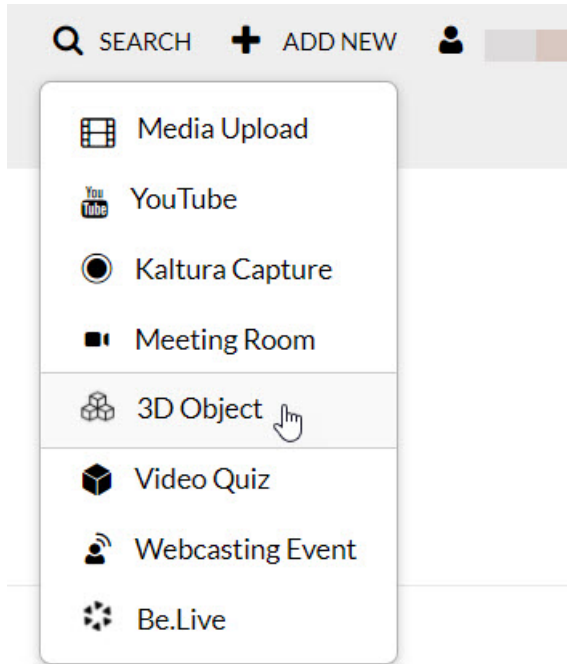 SEARCH ADD NEW
Media Upload
You Tube YouTube
Kaltura Capture
Meeting Room
3D Object
Video Quiz
Webcasting Event
Be.Live